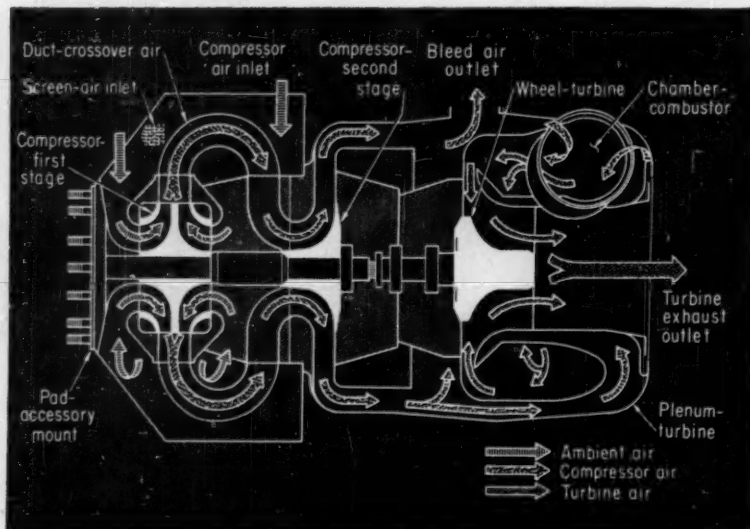 Duct-crossover air
Screen-air inlet
Compressor-
first
stage
Compressor
air inlet
Compressor-
second
stage
Bleed air
outlet
Wheel-turbine
Chamber-
combustor
Turbine
exhaust
outlet
Pad-
accessory
mount
Plenum-
turbine
Ambient air
Compressor air
Turbine air